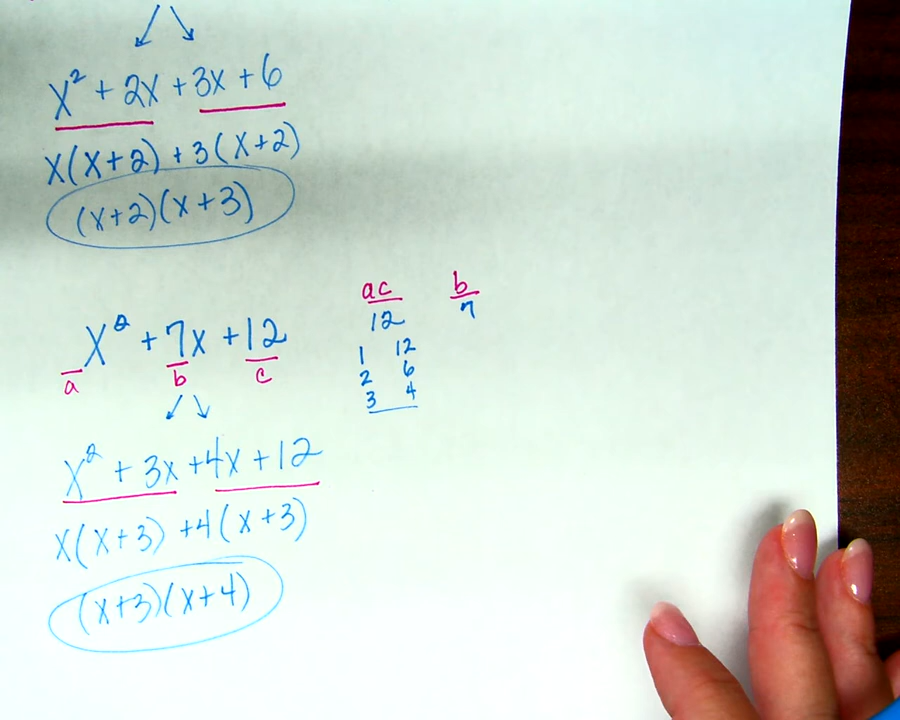 x² + 2x + 3x + 6
x(x+2) + 3(x+2)
(x+2)(x+3)
x² + 7x + 12
a b c
ac b
12 7
1 12
2 6
3 4
x² + 3x + 4x + 12
x(x+3) + 4(x+3)
(x+3)(x+4)